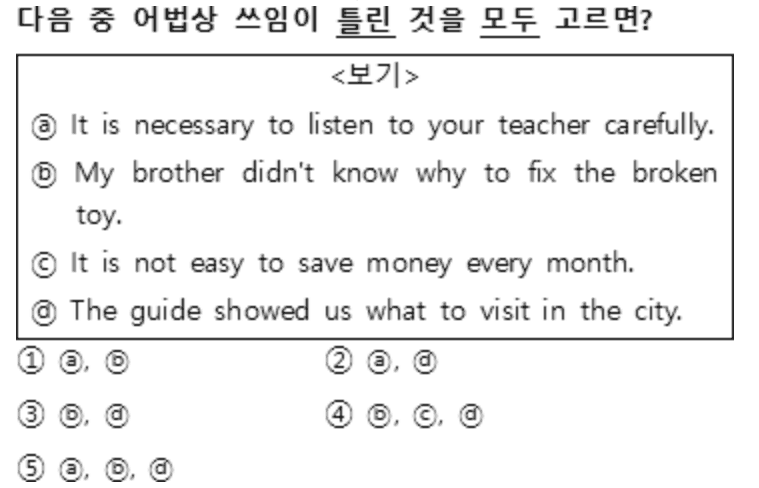 다음 중 어법상 쓰임이 틀린 것을 모두 고르면?
<보기>
ⓐ It is necessary to listen to your teacher carefully.
ⓑ My brother didn't know why to fix the broken
toy.
ⓒ It is not easy to save money every month.
ⓓ The guide showed us what to visit in the city.
① ⓐ, ⓑ ② ⓐ, ⓓ
③ ⓑ, ⓓ ④ ⓑ, ⓒ, ⓓ
⑤ ⓐ, ⓑ, ⓓ